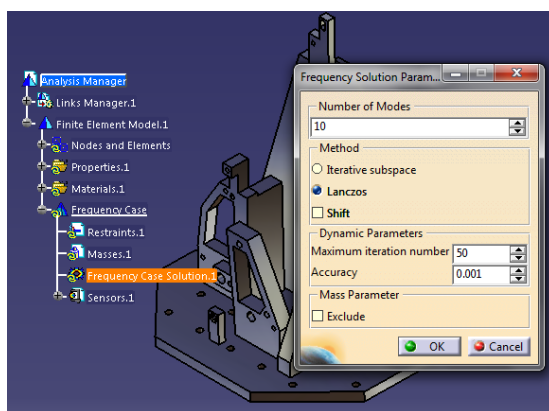 Analysis Manager
Links Manager.1
Finite Element Model.1
Nodes and Elements
Properties.1
Materials.1
Frequency Case
Restraints.1
Masses.1
Frequency Case Solution.1
Sensors.1
Frequency Solution Param...
Number of Modes
10
Method
Iterative subspace
Lanczos
Shift
Dynamic Parameters
Maximum iteration number 50
Accuracy 0.001
Mass Parameter
Exclude
OK Cancel